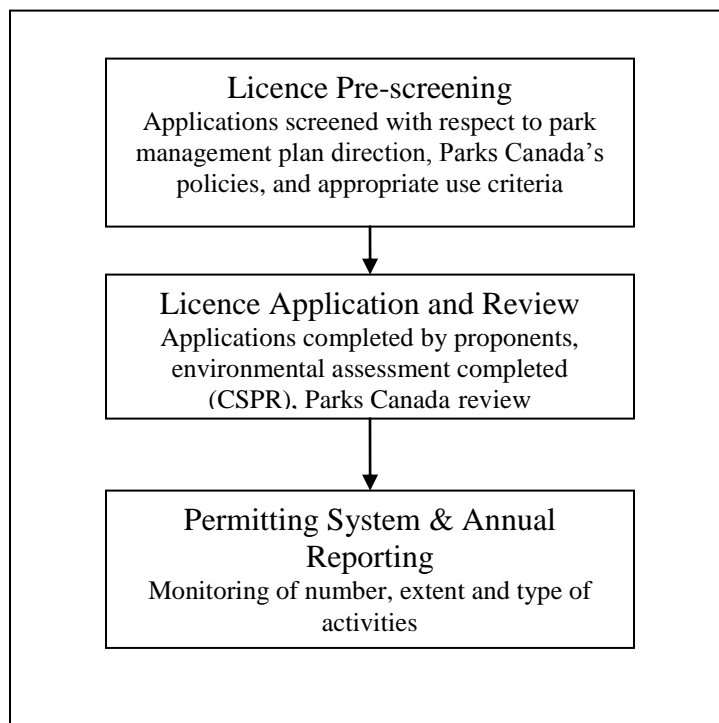 Licence Pre-screening
Applications screened with respect to park
management plan direction, Parks Canada's
policies, and appropriate use criteria
Licence Application and Review
Applications completed by proponents,
environmental assessment completed
(CSPR), Parks Canada review
Permitting System & Annual
Reporting
Monitoring of number, extent and type of
activities